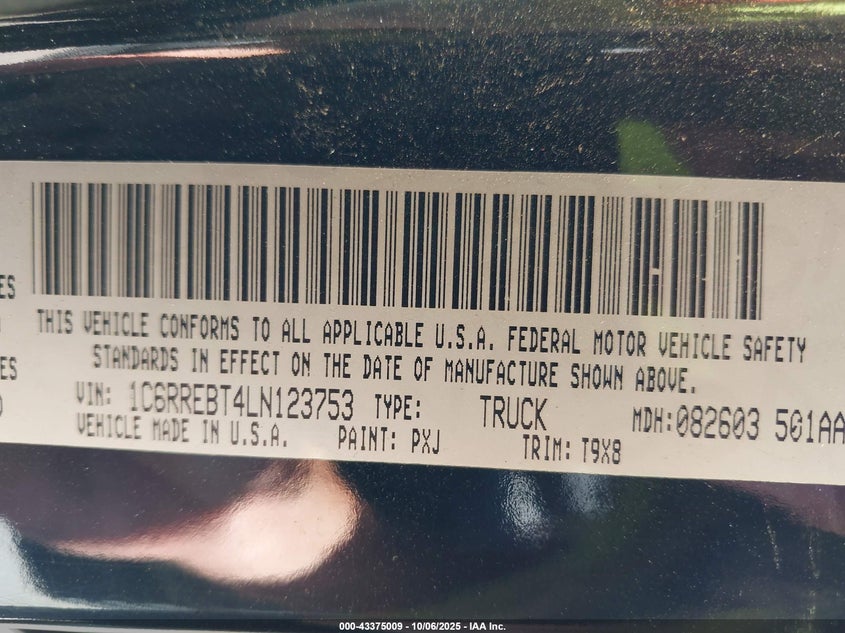 ES
THIS VEHICLE CONFORMS TO ALL APPLICABLE U.S.A. FEDERAL MOTOR VEHICLE SAFETY
ES STANDARDS IN EFFECT ON THE DATE OF MANUFACTURE SHOWN ABOVE.
VIN: 1C6RREBT4LN123753 TYPE: TRUCK MDH:082603 501AA
VEHICLE MADE IN U.S.A. PAINT: PXJ TRIM: T9X8
000-43375009 - 10/06/2025 - IAA Inc.